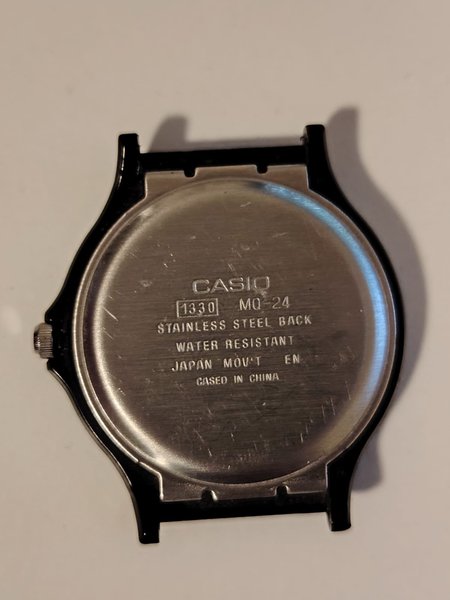 CASIO
1330 MQ-24
STAINLESS STEEL BACK
WATER RESISTANT
JAPAN MOV'T EN
CASED IN CHINA